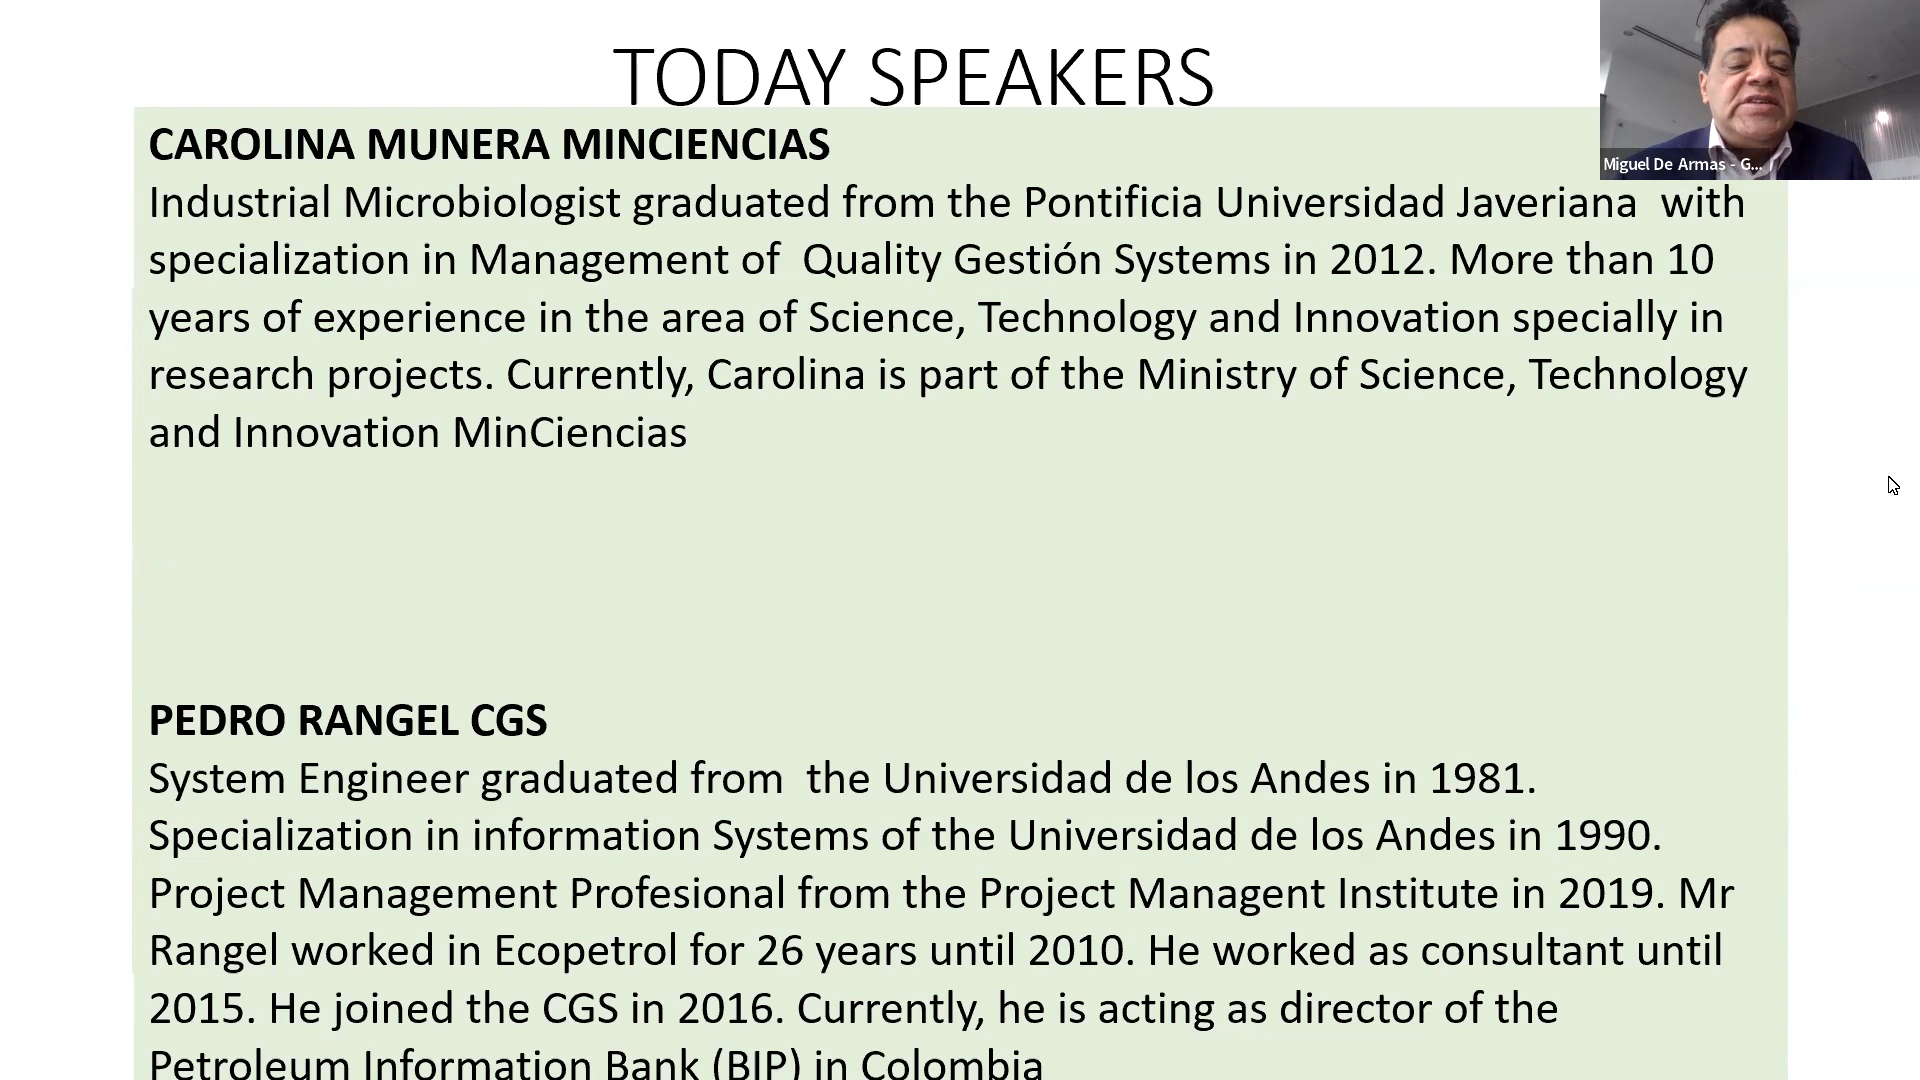 TODAY SPEAKERS
Miguel De Armas - G...
CAROLINA MUNERA MINCIENCIAS
Industrial Microbiologist graduated from the Pontificia Universidad Javeriana with
specialization in Management of Quality Gestión Systems in 2012. More than 10
years of experience in the area of Science, Technology and Innovation specially in
research projects. Currently, Carolina is part of the Ministry of Science, Technology
and Innovation MinCiencias
PEDRO RANGEL CGS
System Engineer graduated from the Universidad de los Andes in 1981.
Specialization in information Systems of the Universidad de los Andes in 1990.
Project Management Profesional from the Project Managent Institute in 2019. Mr
Rangel worked in Ecopetrol for 26 years until 2010. He worked as consultant until
2015. He joined the CGS in 2016. Currently, he is acting as director of the
Petroleum Information Bank (BIP) in Colombia